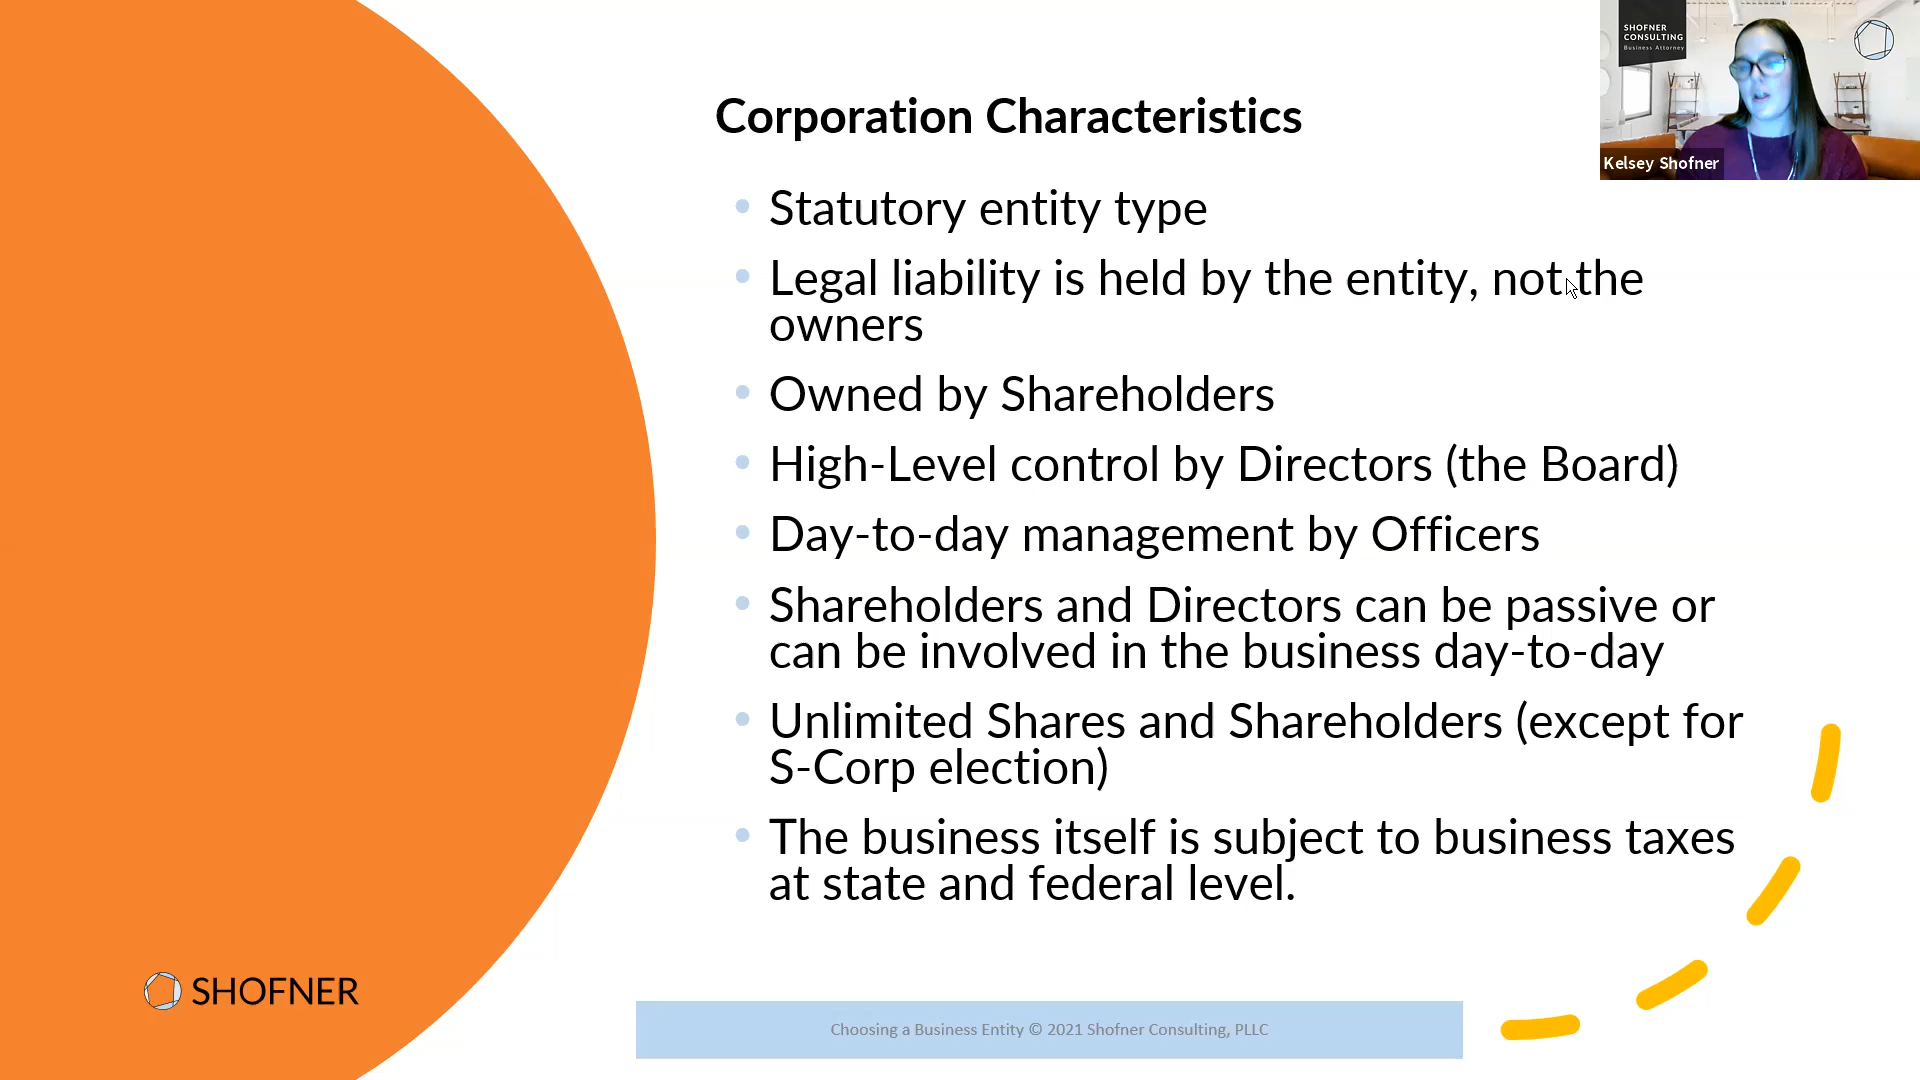 SHOFNER
CONSULTING
Business Attorney
Kelsey Shofner
Corporation Characteristics
• Statutory entity type
• Legal liability is held by the entity, not the
owners
• Owned by Shareholders
• High-Level control by Directors (the Board)
• Day-to-day management by Officers
• Shareholders and Directors can be passive or
can be involved in the business day-to-day
• Unlimited Shares and Shareholders (except for
S-Corp election)
• The business itself is subject to business taxes
at state and federal level.
SHOFNER
Choosing a Business Entity © 2021 Shofner Consulting, PLLC